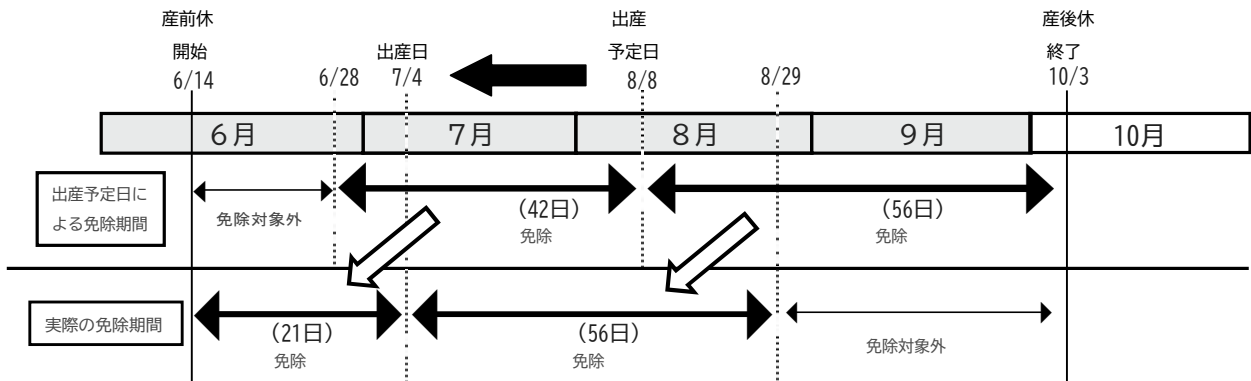 産前休
開始
6/14
6/28
出産日
7/4
出産
予定日
8/8
8/29
産後休
終了
10/3
6月
7月
8月
9月
10月
出産予定日に
よる免除期間
免除対象外
(42日)
免除
(56日)
免除
実際の免除期間
(21日)
免除
(56日)
免除
免除対象外